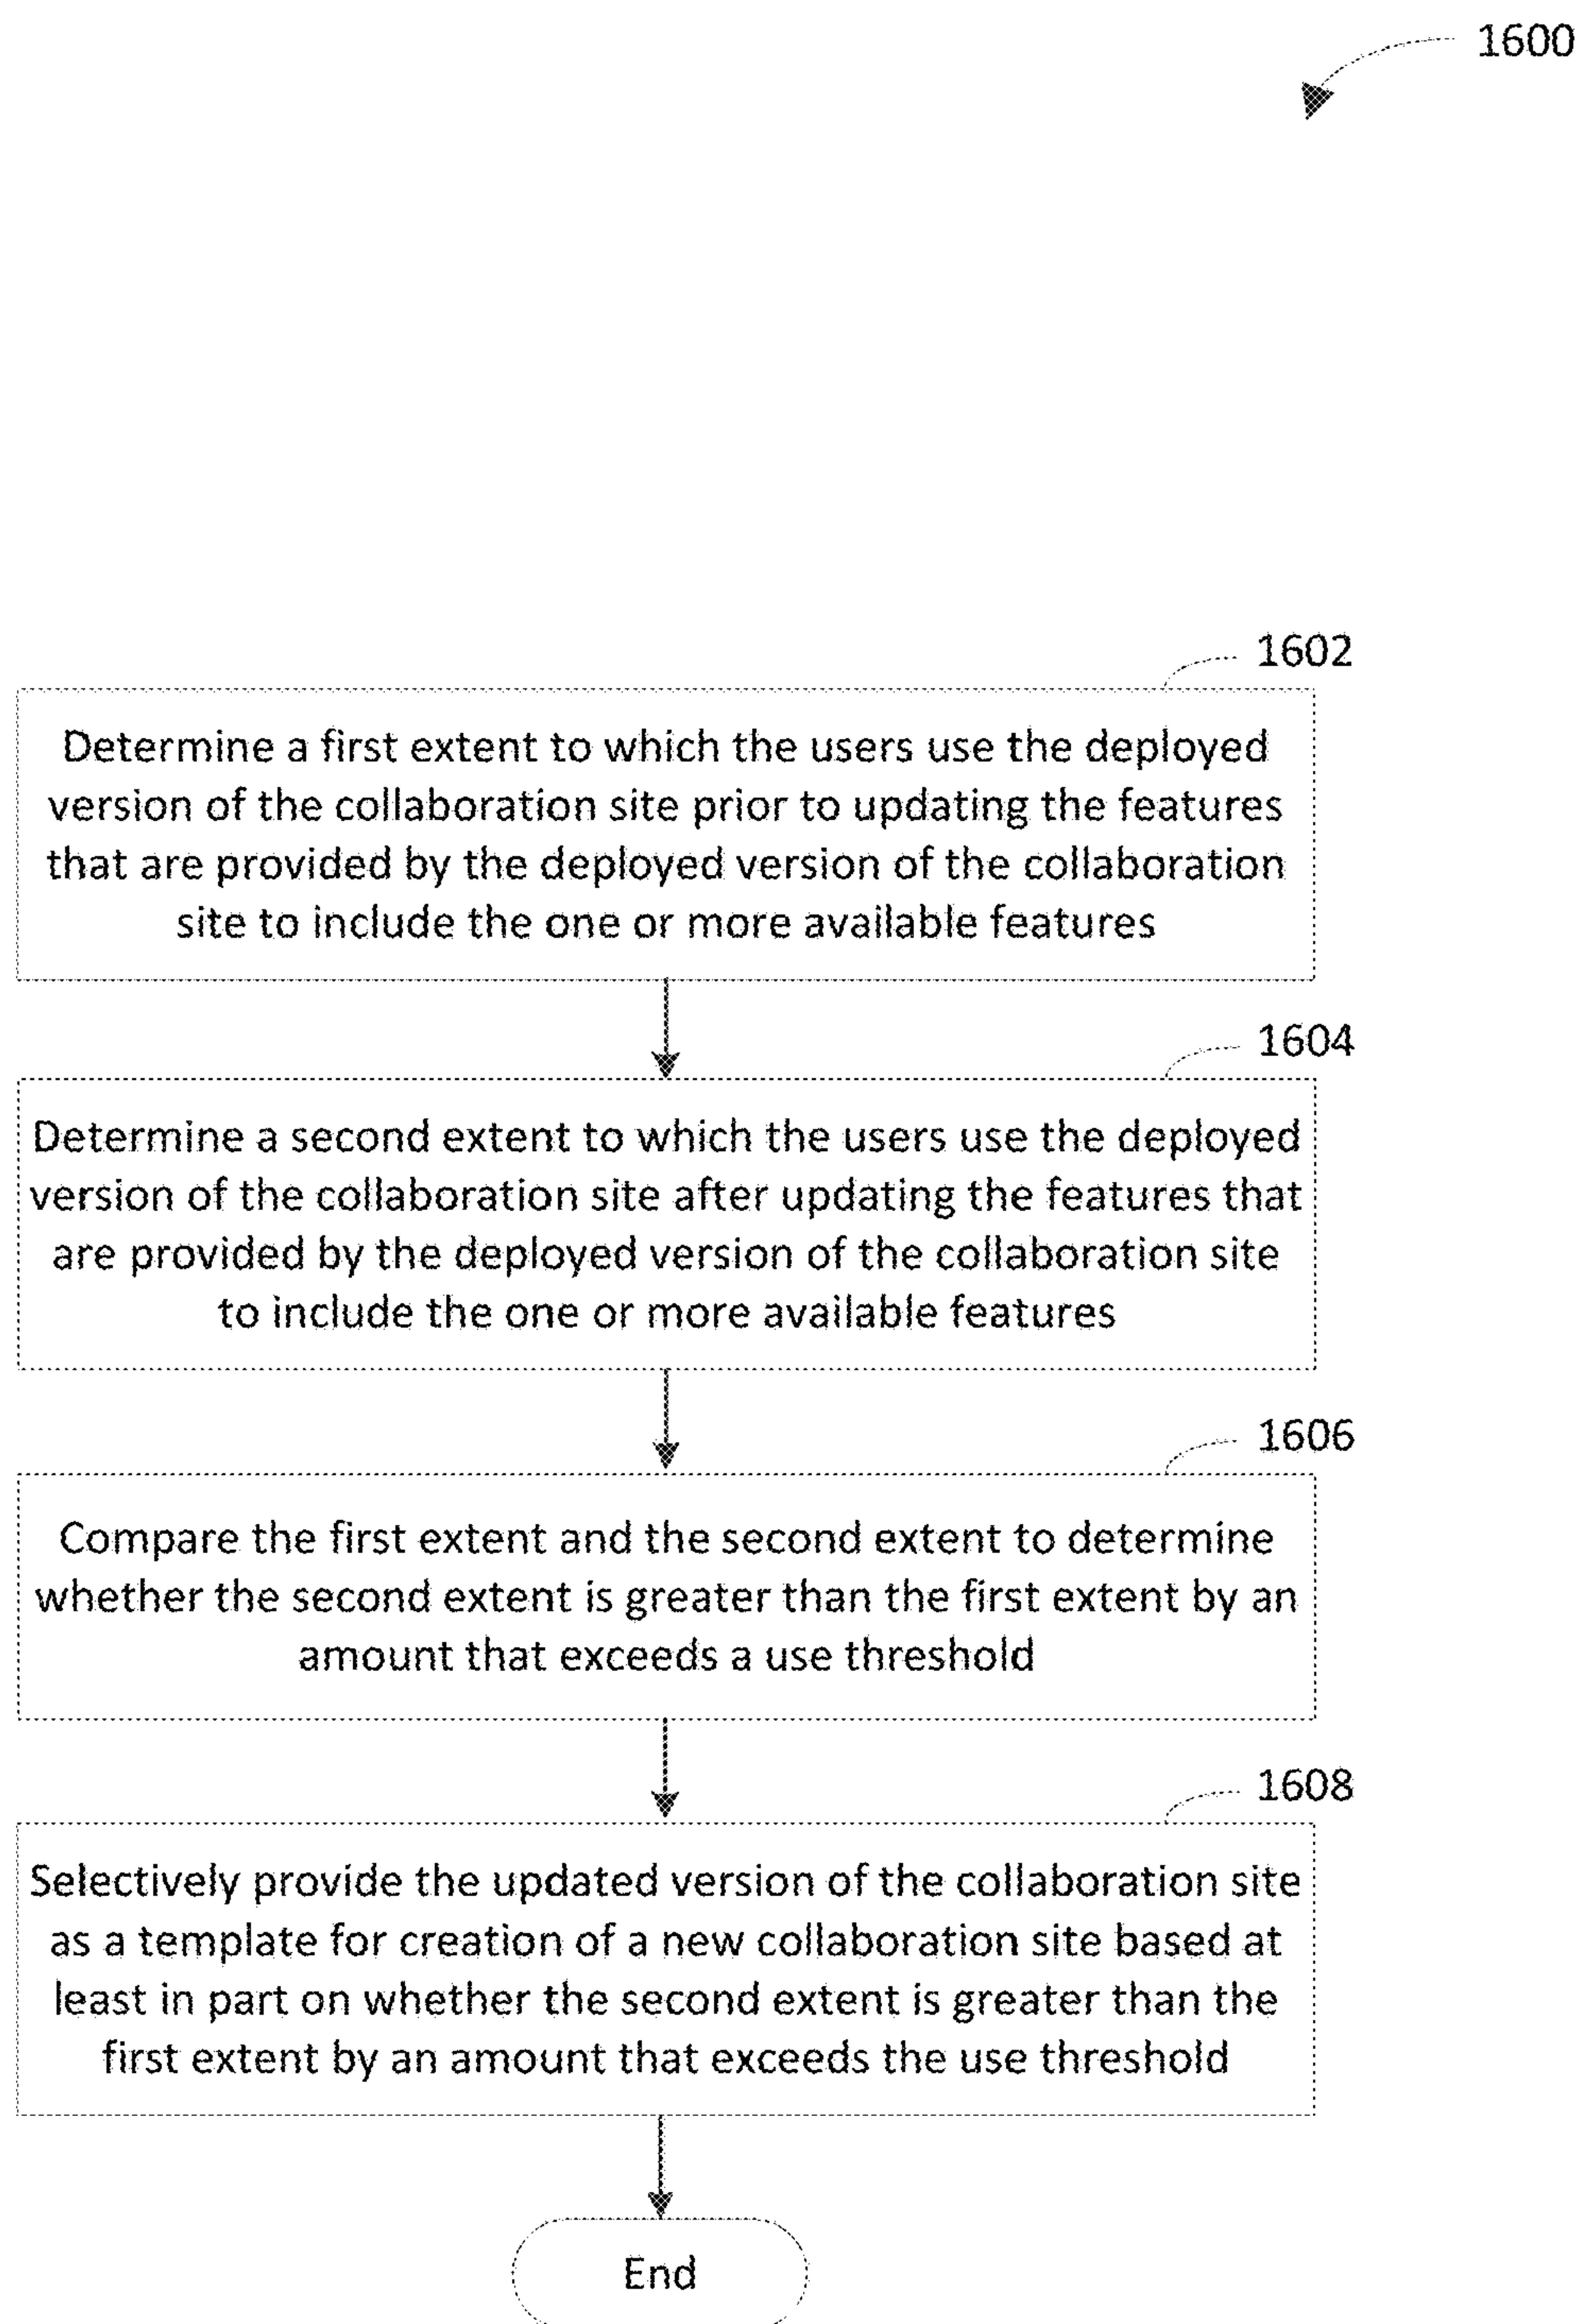 1600
1602
Determine a first extent to which the users use the deployed
version of the collaboration site prior to updating the features
that are provided by the deployed version of the collaboration
site to include the one or more available features
1604
Determine a second extent to which the users use the deployed
version of the collaboration site after updating the features that
are provided by the deployed version of the collaboration site
to include the one or more available features
1606
Compare the first extent and the second extent to determine
whether the second extent is greater than the first extent by an
amount that exceeds a use threshold
1608
Selectively provide the updated version of the collaboration site
as a template for creation of a new collaboration site based at
least in part on whether the second extent is greater than the
first extent by an amount that exceeds the use threshold
End